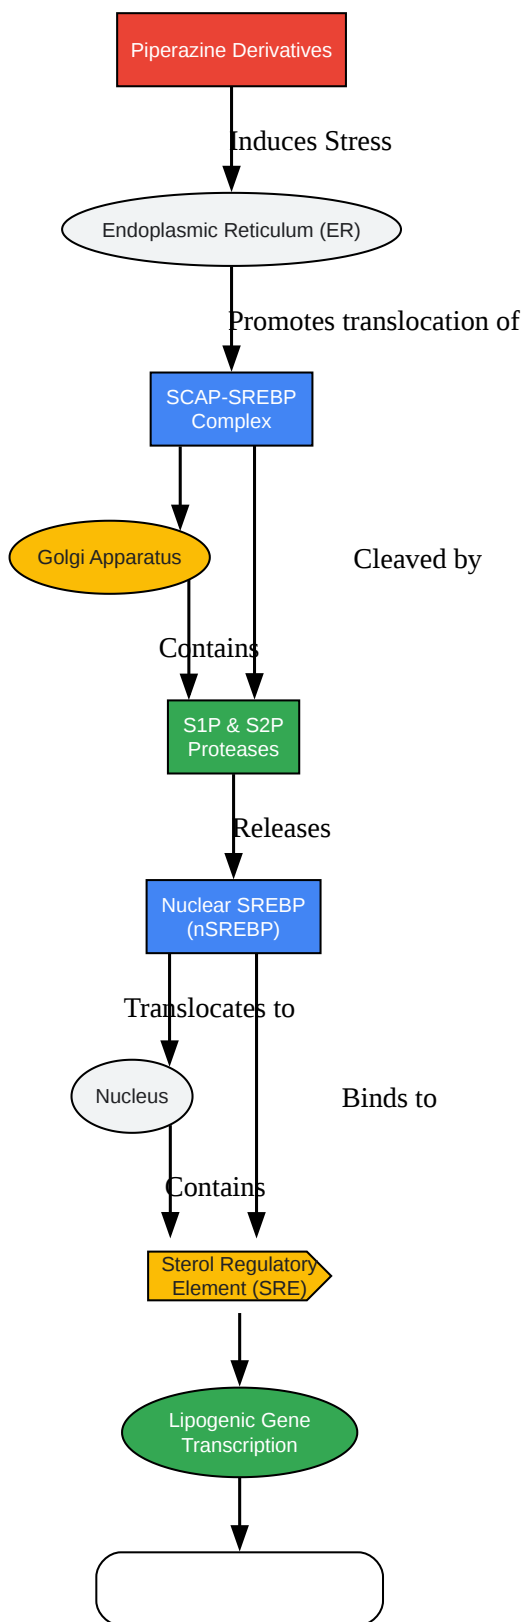 Piperazine Derivatives
Induces Stress
Endoplasmic Reticulum (ER)
Promotes translocation of
SCAP-SREBP
Complex
Golgi Apparatus
Cleaved by
Contains
S1P & S2P
Proteases
Releases
Nuclear SREBP
(nSREBP)
Translocates to
Nucleus
Binds to
Contains
Sterol Regulatory
Element (SRE)
Lipogenic Gene
Transcription